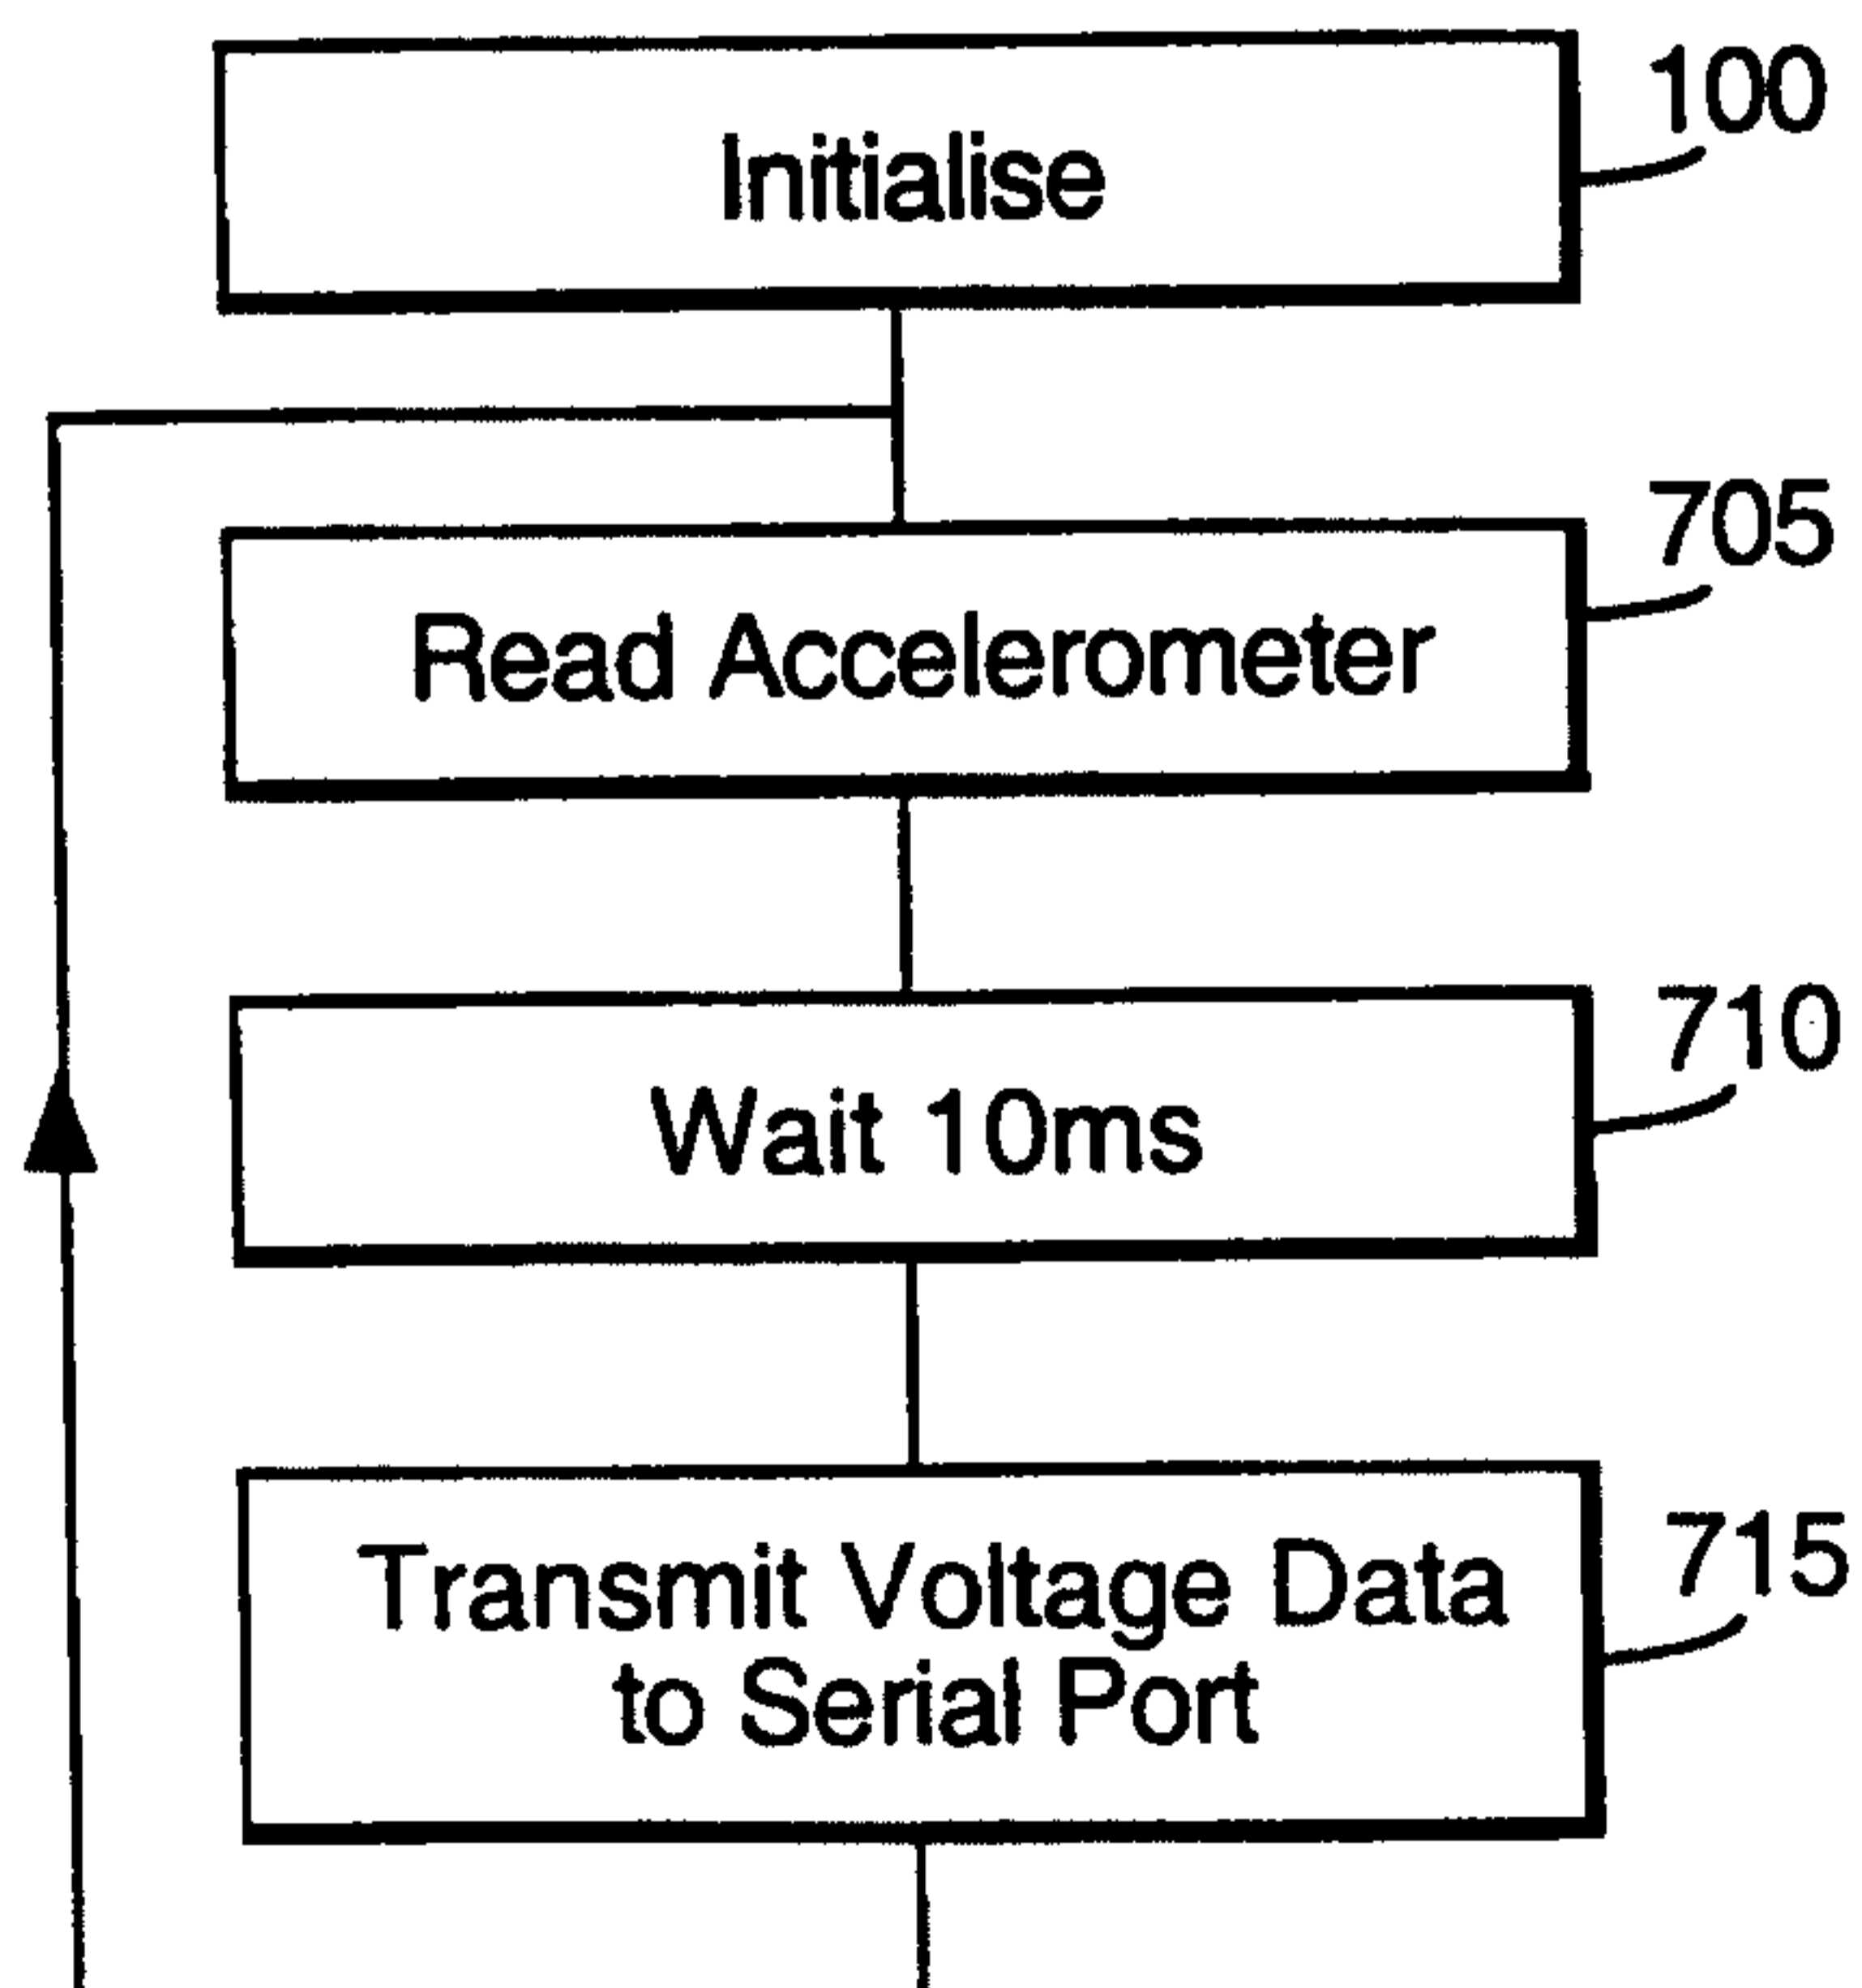 Initialise
100
Read Accelerometer
705
Wait 10ms
710
Transmit Voltage Data
to Serial Port
715